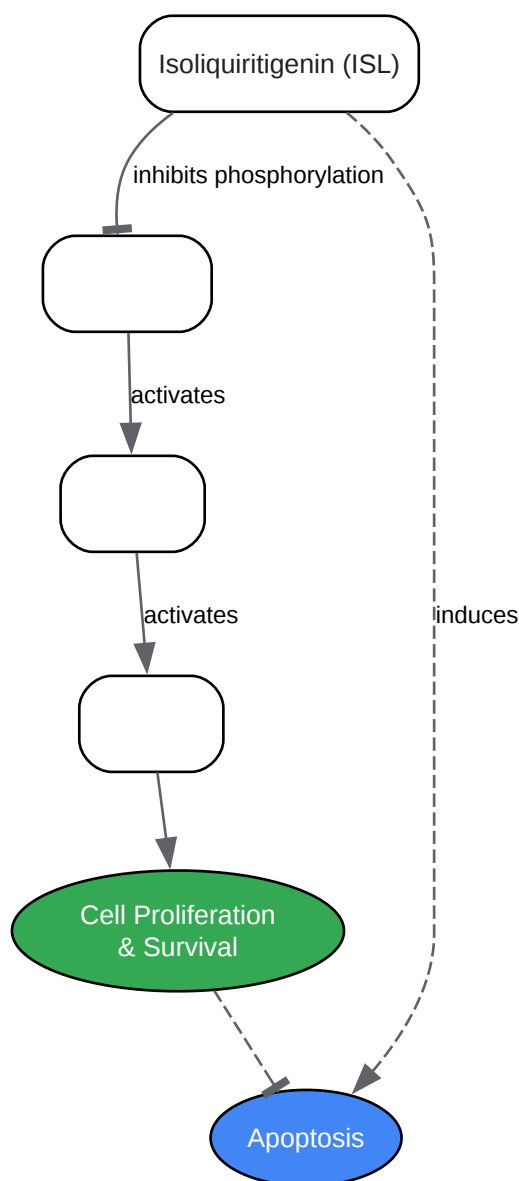 Isoliquiritigenin (ISL)
inhibits phosphorylation
activates
activates
induces
Cell Proliferation
& Survival
Apoptosis